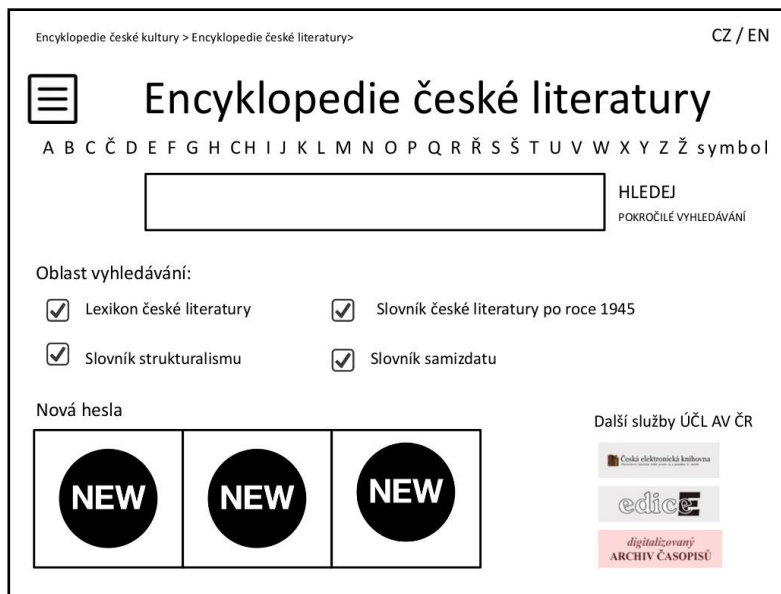 Encyklopedie české kultury > Encyklopedie české literatury>
CZ / EN
Encyklopedie české literatury
A B C Č D E F G H CH I J K L M N O P Q R Ř S Š T U V W X Y Z Ž symbol
HLEDEJ
POKROČILÉ VYHLEDÁVÁNÍ
Oblast vyhledávání:
Lexikon české literatury
Slovník české literatury po roce 1945
Slovník strukturalismu
Slovník samizdatu
Nová hesla
Další služby ÚČL AV ČR
NEW
NEW
NEW
Česká elektronická knihovna
edicE
digitalizovaný
ARCHIV ČASOPISŮ